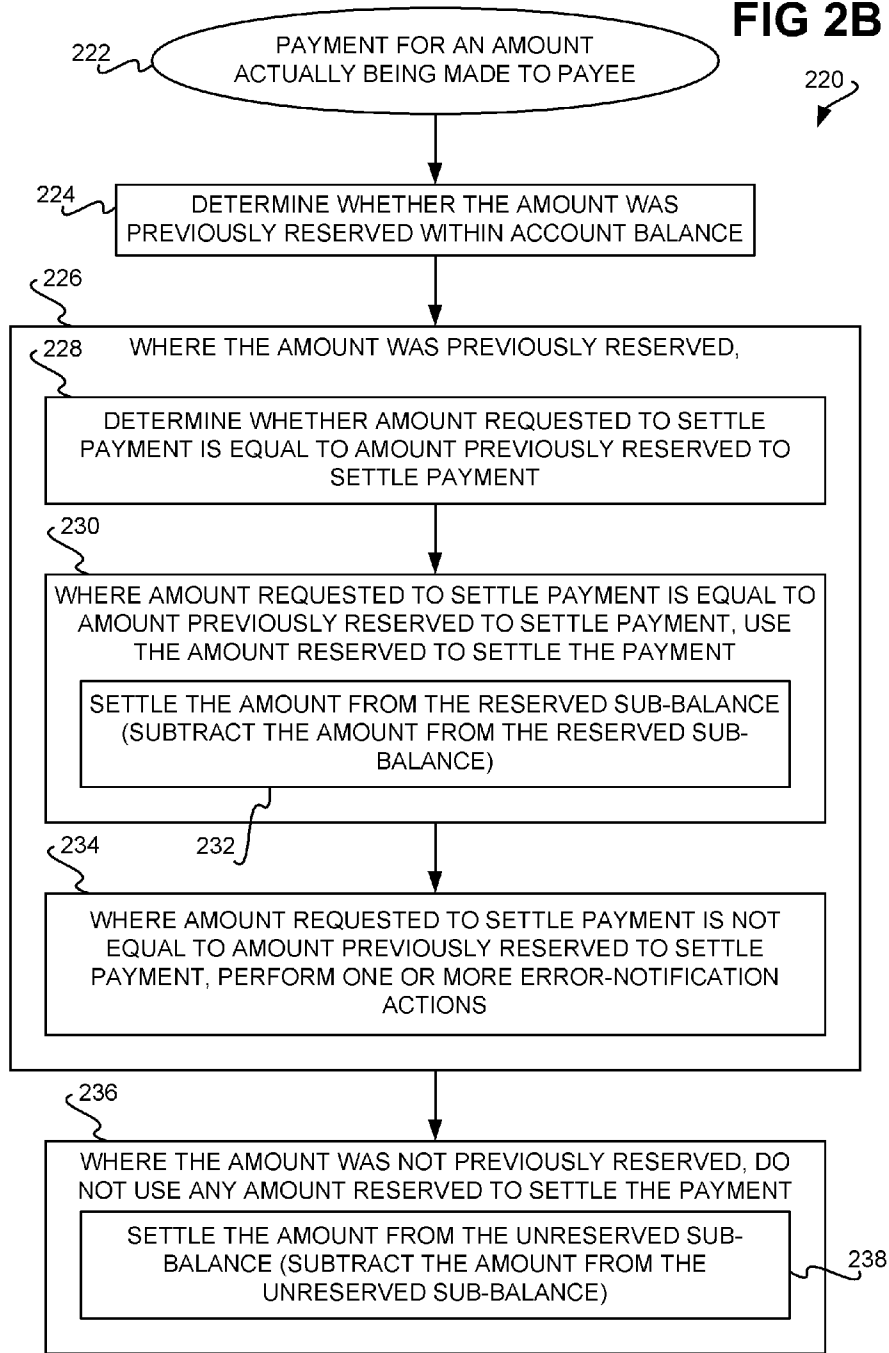 FIG 2B
222
PAYMENT FOR AN AMOUNT
ACTUALLY BEING MADE TO PAYEE
220
224
DETERMINE WHETHER THE AMOUNT WAS
PREVIOUSLY RESERVED WITHIN ACCOUNT BALANCE
226
WHERE THE AMOUNT WAS PREVIOUSLY RESERVED,
228
DETERMINE WHETHER AMOUNT REQUESTED TO SETTLE
PAYMENT IS EQUAL TO AMOUNT PREVIOUSLY RESERVED TO
SETTLE PAYMENT
230
WHERE AMOUNT REQUESTED TO SETTLE PAYMENT IS EQUAL TO
AMOUNT PREVIOUSLY RESERVED TO SETTLE PAYMENT, USE
THE AMOUNT RESERVED TO SETTLE THE PAYMENT
SETTLE THE AMOUNT FROM THE RESERVED SUB-BALANCE
(SUBTRACT THE AMOUNT FROM THE RESERVED SUB-
BALANCE)
232
234
WHERE AMOUNT REQUESTED TO SETTLE PAYMENT IS NOT
EQUAL TO AMOUNT PREVIOUSLY RESERVED TO SETTLE
PAYMENT, PERFORM ONE OR MORE ERROR-NOTIFICATION
ACTIONS
236
WHERE THE AMOUNT WAS NOT PREVIOUSLY RESERVED, DO
NOT USE ANY AMOUNT RESERVED TO SETTLE THE PAYMENT
SETTLE THE AMOUNT FROM THE UNRESERVED SUB-
BALANCE (SUBTRACT THE AMOUNT FROM THE
UNRESERVED SUB-BALANCE)
238